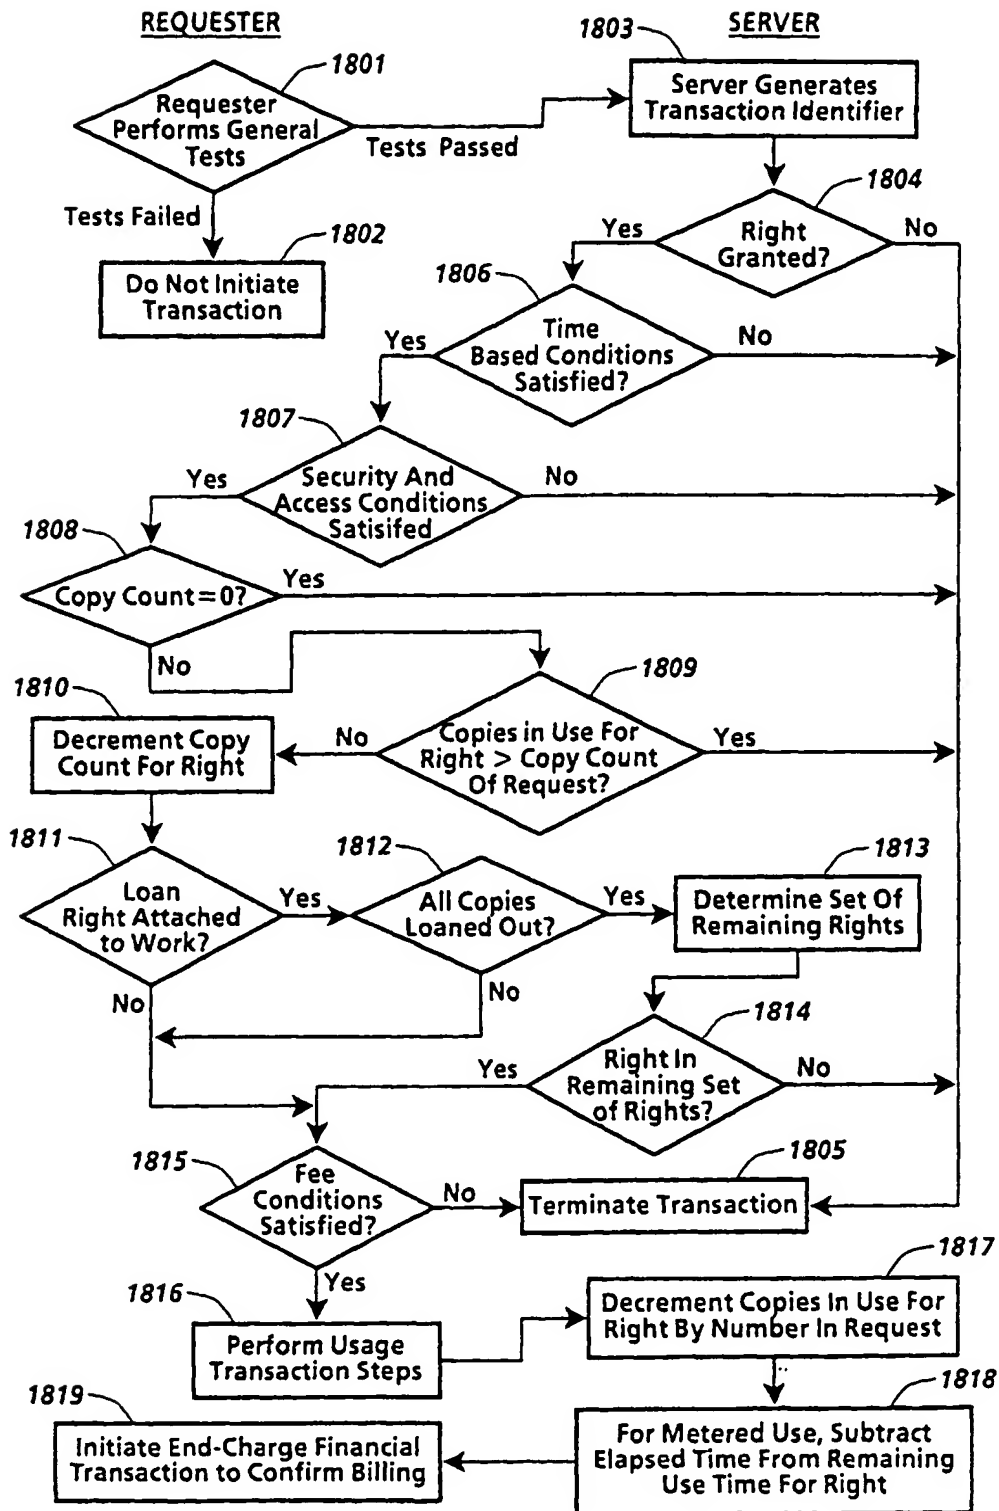 REQUESTER
SERVER
1801
1803
Requester
Performs General
Tests
Server Generates
Transaction Identifier
Tests Passed
Tests Failed
1804
Right
Granted?
Yes
No
1802
Do Not Initiate
Transaction
1806
Time
Based Conditions
Satisfied?
Yes
No
1807
Security And
Access Conditions
Satisifed
Yes
No
1808
Copy Count=0?
Yes
No
1809
Copies in Use For
Right > Copy Count
Of Request?
No
Yes
1810
Decrement Copy
Count For Right
1811
Loan
Right Attached
to Work?
Yes
No
1812
All Copies
Loaned Out?
Yes
No
1813
Determine Set Of
Remaining Rights
1814
Right In
Remaining Set
of Rights?
Yes
No
1815
Fee
Conditions
Satisfied?
No
Yes
1805
Terminate Transaction
1816
Perform Usage
Transaction Steps
1817
Decrement Copies In Use For
Right By Number In Request
1818
For Metered Use, Subtract
Elapsed Time From Remaining
Use Time For Right
1819
Initiate End-Charge Financial
Transaction to Confirm Billing